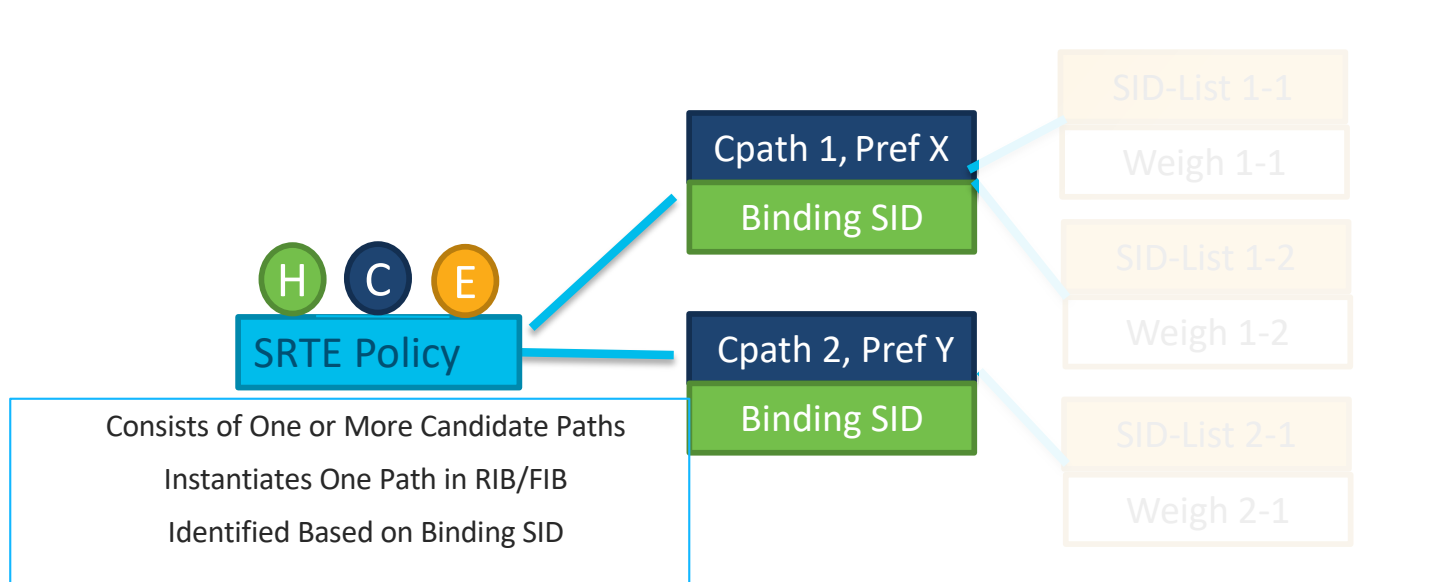 H C E
SRTE Policy
Consists of One or More Candidate Paths
Instantiates One Path in RIB/FIB
Identified Based on Binding SID
Cpath 1, Pref X
Binding SID
Cpath 2, Pref Y
Binding SID
SID-List 1-1
Weigh 1-1
SID-List 1-2
Weigh 1-2
SID-List 2-1
Weigh 2-1